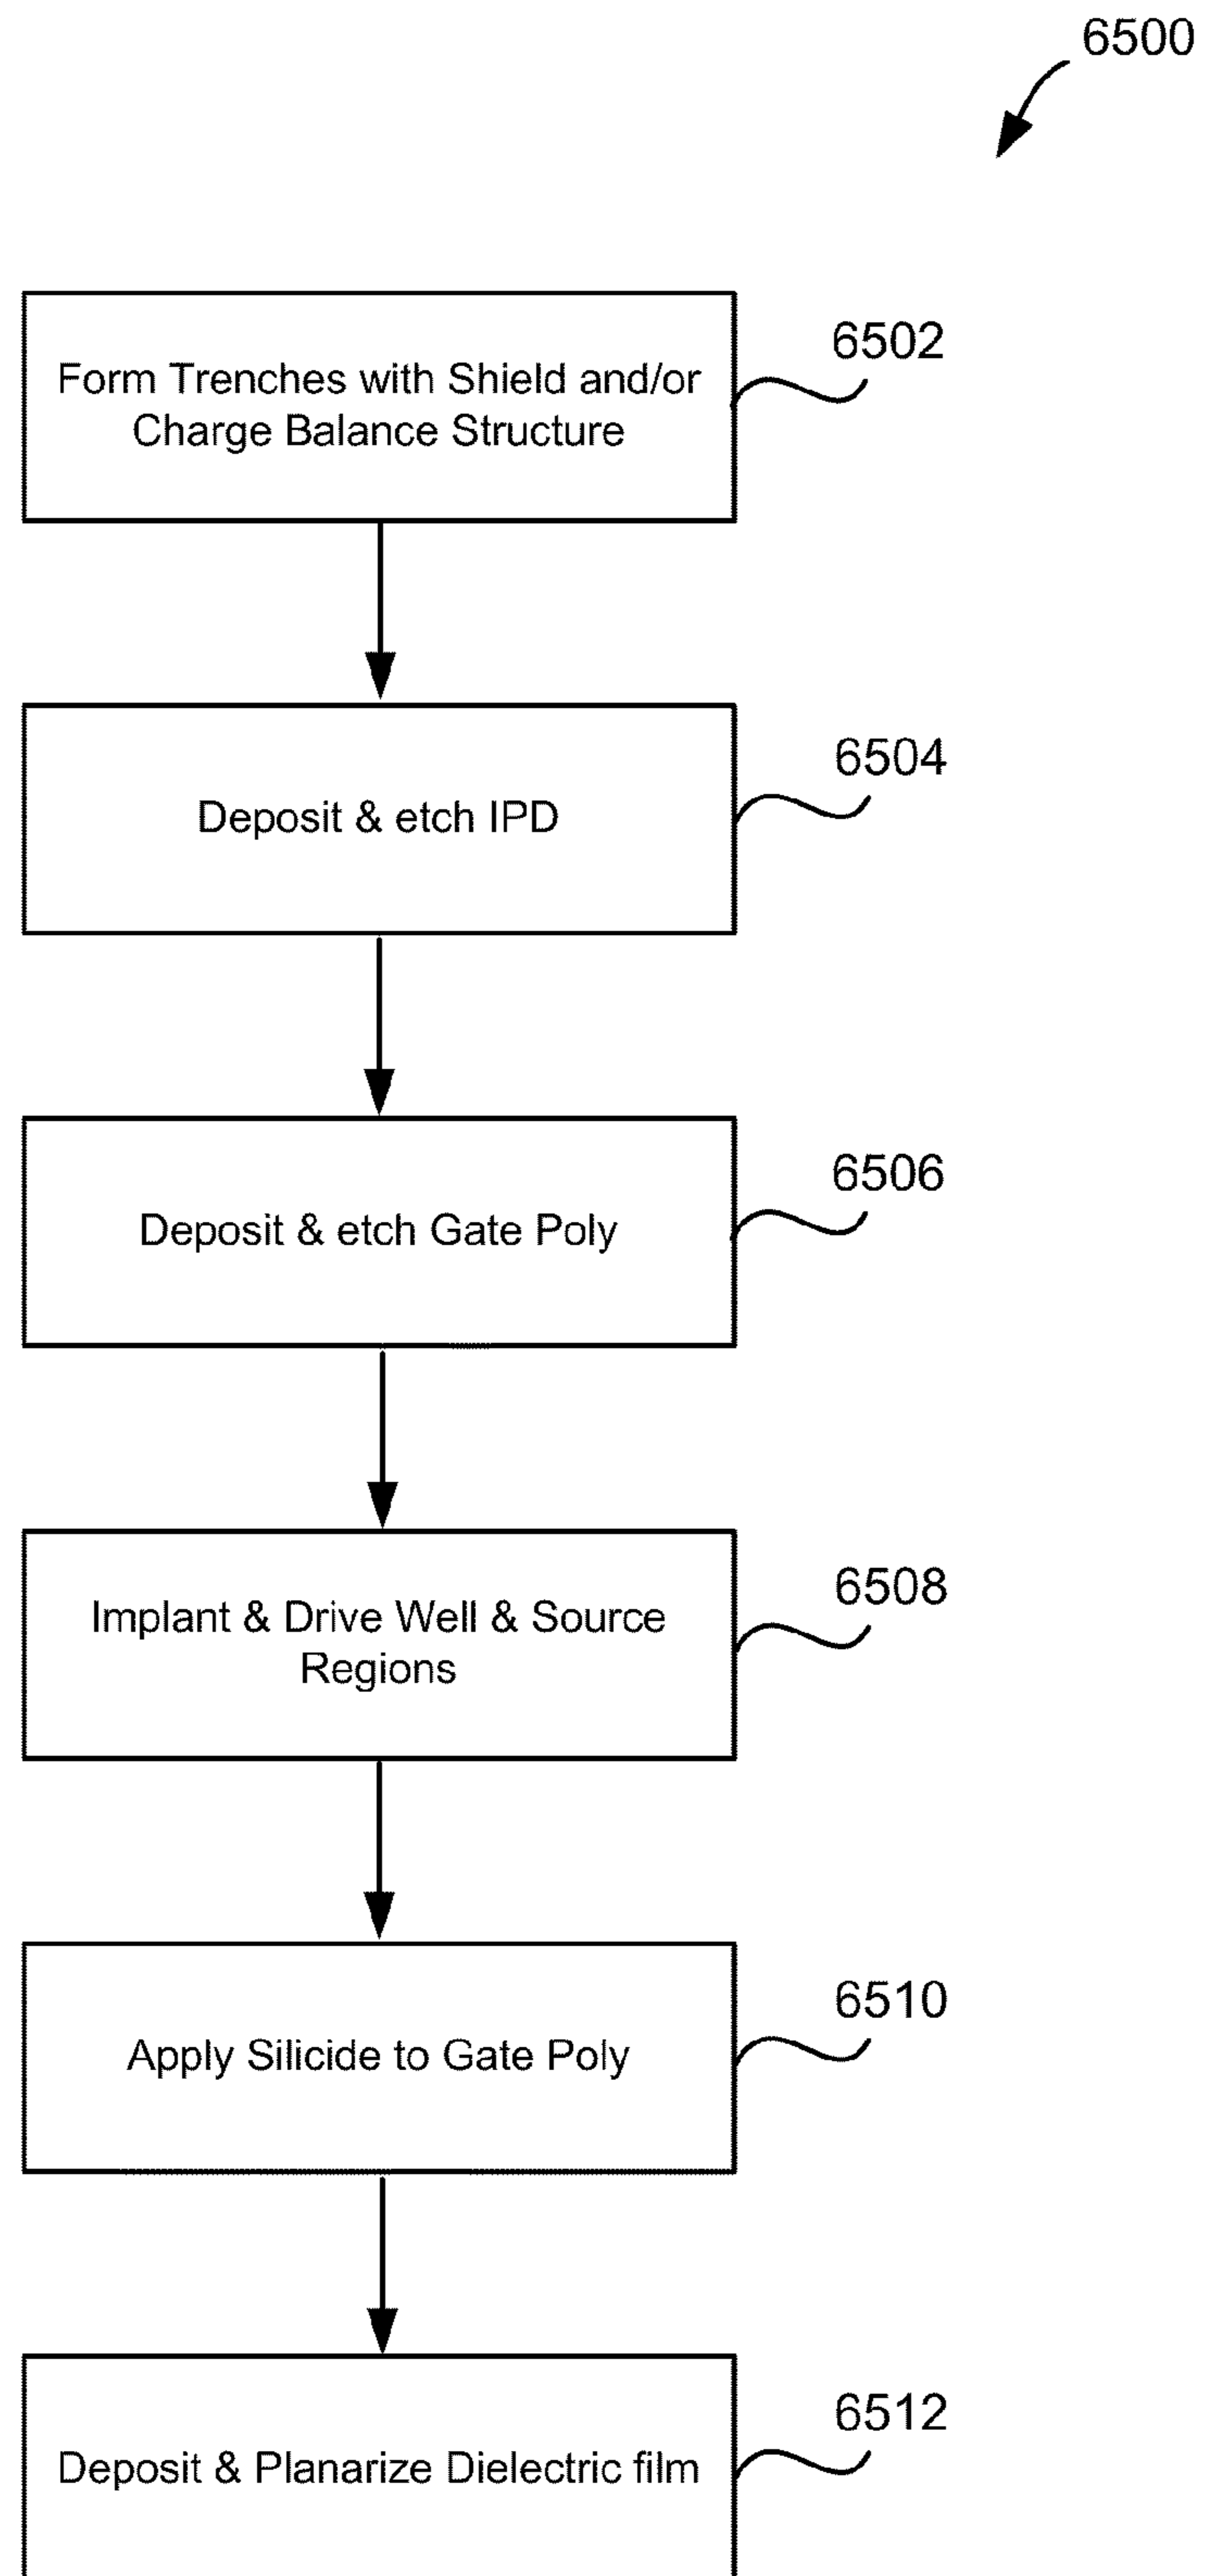 6500
6502
Form Trenches with Shield and/or
Charge Balance Structure
6504
Deposit & etch IPD
6506
Deposit & etch Gate Poly
6508
Implant & Drive Well & Source
Regions
6510
Apply Silicide to Gate Poly
6512
Deposit & Planarize Dielectric film